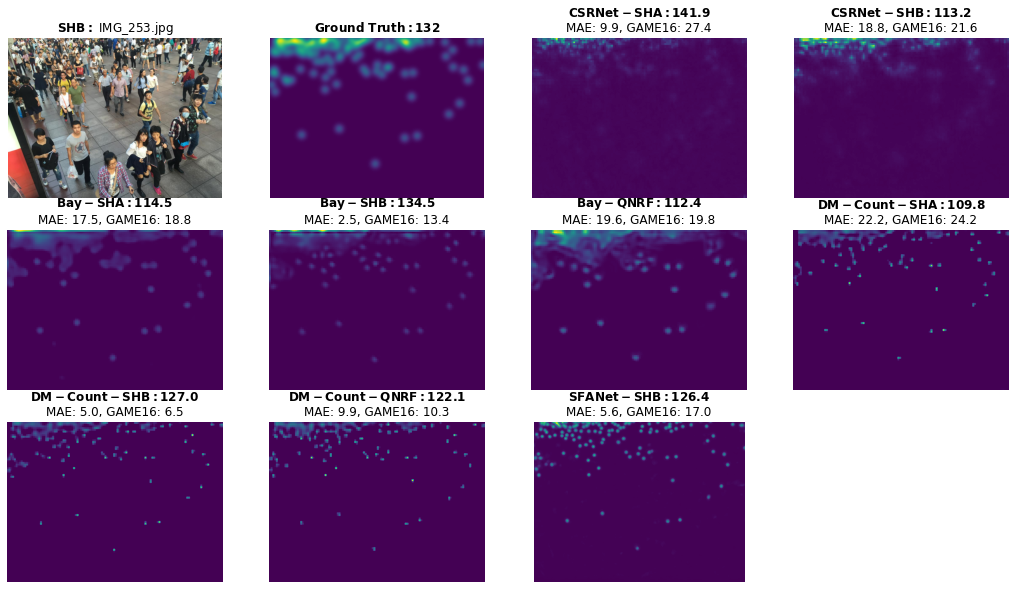 SHB: IMG_253.jpg
Ground Truth: 132
CSRNet − SHA: 141.9
MAE: 9.9, GAME16: 27.4
CSRNet − SHB: 113.2
MAE: 18.8, GAME16: 21.6
Bay − SHA: 114.5
MAE: 17.5, GAME16: 18.8
Bay − SHB: 134.5
MAE: 2.5, GAME16: 13.4
Bay − QNRF: 112.4
MAE: 19.6, GAME16: 19.8
DM − Count − SHA: 109.8
MAE: 22.2, GAME16: 24.2
DM − Count − SHB: 127.0
MAE: 5.0, GAME16: 6.5
DM − Count − QNRF: 122.1
MAE: 9.9, GAME16: 10.3
SFANet − SHB: 126.4
MAE: 5.6, GAME16: 17.0